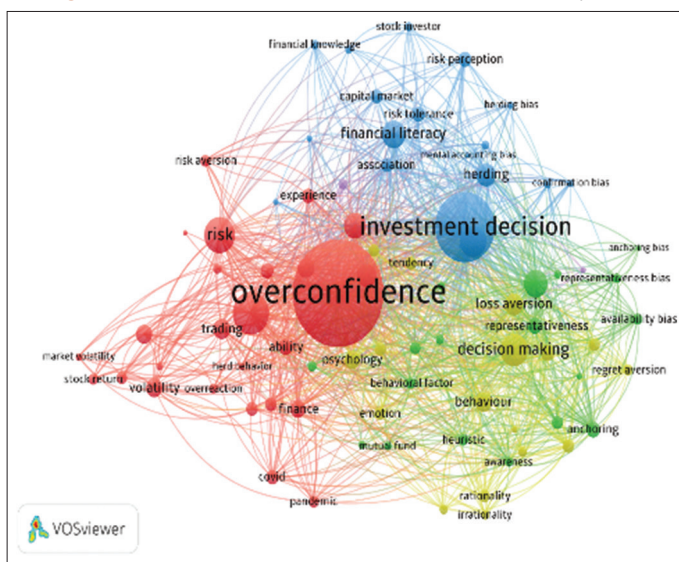 stock investor
financial knowledge
risk perception
capital market
herding bias
risk tolerance
financial literacy
mental accounting bias
risk aversion
association
herding
confirmation bias
experience
investment decision
risk
anchoring bias
tendency
representativeness bias
overconfidence
loss aversion
availability bias
representativeness
trading
ability
decision making
market volatility
psychology
herd behavior
regret aversion
stock return
volatility
overreaction
behavioral factor
behaviour
finance
emotion
anchoring
mutual fund
heuristic
awareness
covid
rationality
pandemic
irrationality
VOSviewer